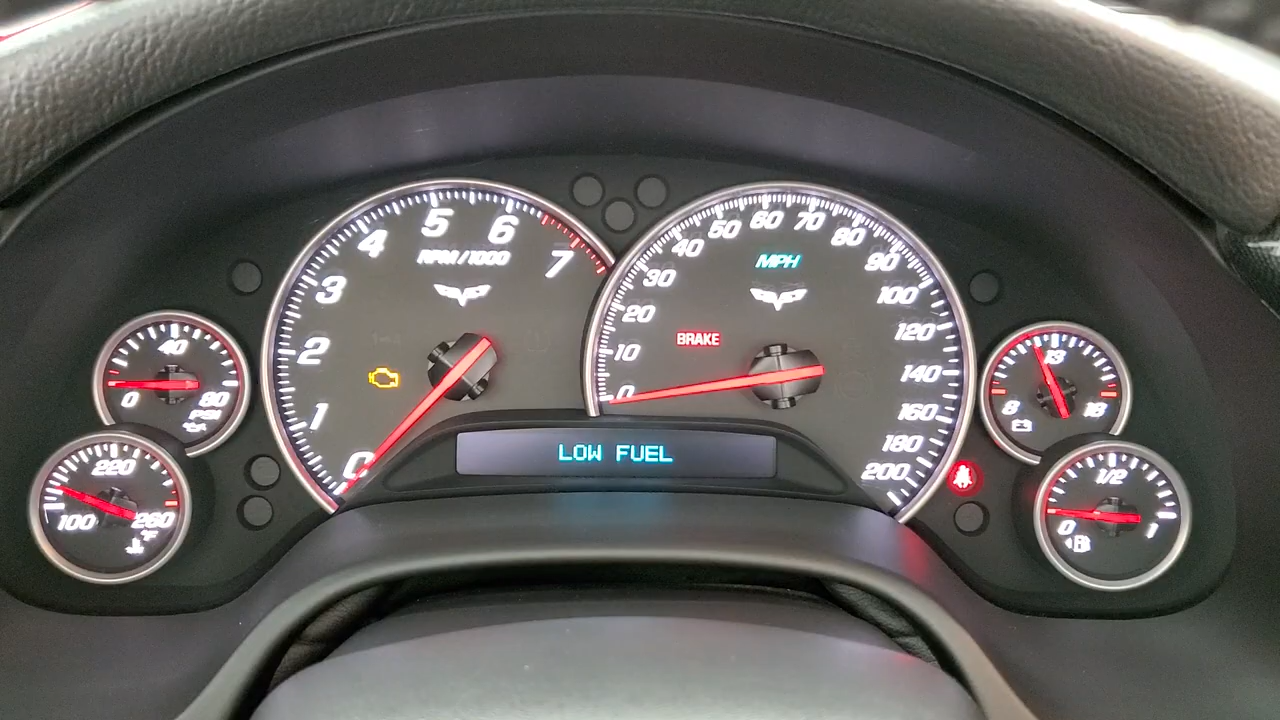 0 1 2 3 4 5 6 7
RPM/1000
0 10 20 30 40 50 60 70 80 90 100 120 140 160 180 200
MPH
BRAKE
LOW FUEL
0 40 80
PSI
100 220 260
°F
8 13 18
0 1/2 1